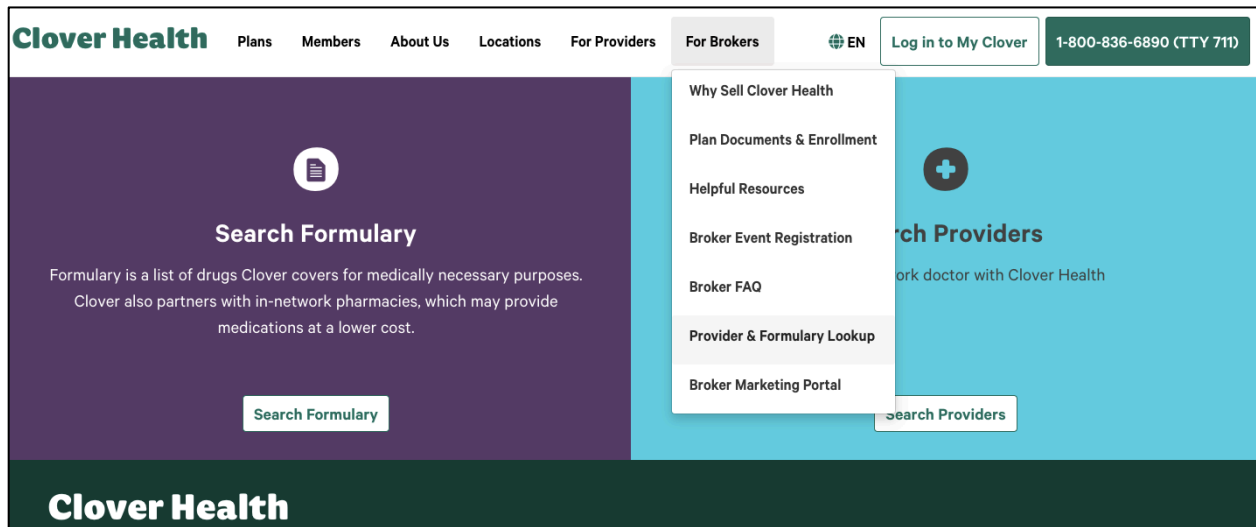 Clover Health Plans Members About Us Locations For Providers For Brokers EN Log in to My Clover 1-800-836-6890 (TTY 711)
Why Sell Clover Health
Plan Documents & Enrollment
Helpful Resources
Broker Event Registration
Broker FAQ
Provider & Formulary Lookup
Broker Marketing Portal
Search Formulary
Formulary is a list of drugs Clover covers for medically necessary purposes.
Clover also partners with in-network pharmacies, which may provide
medications at a lower cost.
Search Formulary
Providers
doctor with Clover Health
Search Providers
Clover Health